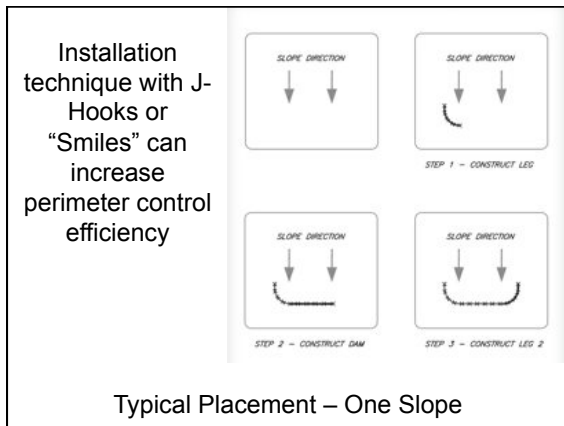 Installation
technique with J-
Hooks or
“Smiles” can
increase
perimeter control
efficiency
SLOPE DIRECTION
SLOPE DIRECTION
STEP 1 – CONSTRUCT LEG
SLOPE DIRECTION
SLOPE DIRECTION
STEP 2 – CONSTRUCT DAM
STEP 3 – CONSTRUCT LEG 2
Typical Placement – One Slope